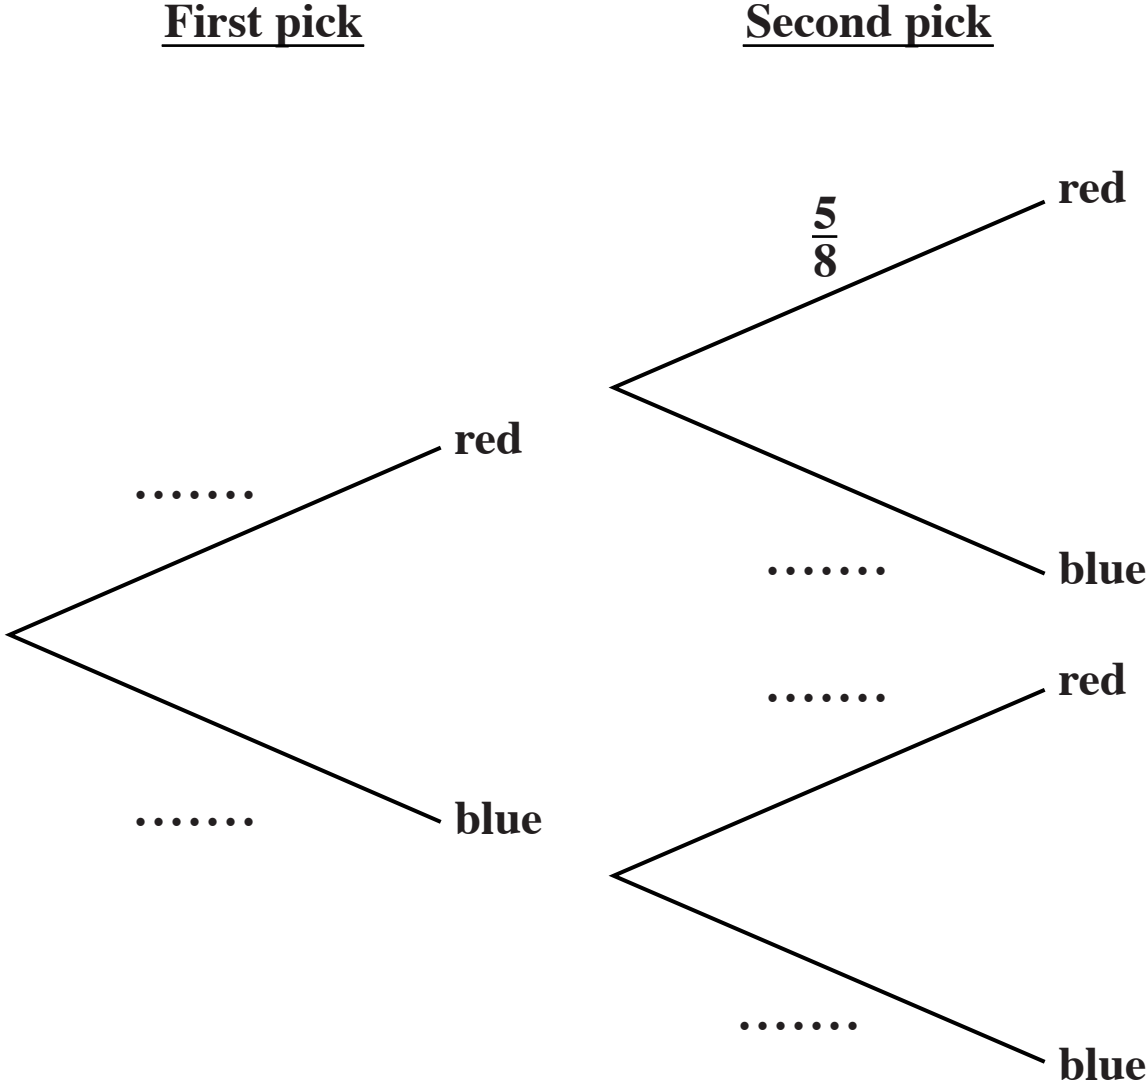 First pick Second pick
red
5
8
red
.......
blue
.......
red
.......
blue
.......
.......
blue